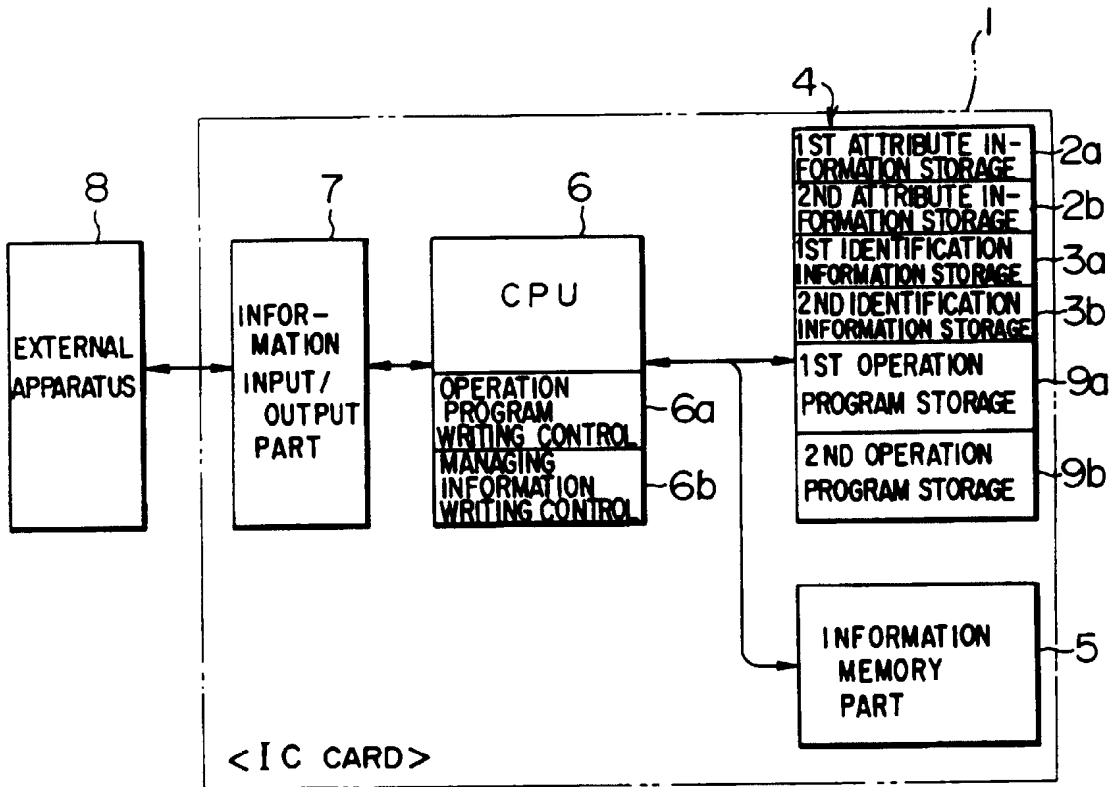 1
4
1ST ATTRIBUTE IN-
FORMATION STORAGE
2a
2ND ATTRIBUTE IN-
FORMATION STORAGE
2b
1ST IDENTIFICATION
INFORMATION STORAGE
3a
2ND IDENTIFICATION
INFORMATION STORAGE
3b
1ST OPERATION
PROGRAM STORAGE
9a
2ND OPERATION
PROGRAM STORAGE
9b
8
EXTERNAL
APPARATUS
7
INFOR-
MATION
INPUT/
OUTPUT
PART
6
CPU
OPERATION
PROGRAM
WRITING CONTROL
6a
MANAGING
INFORMATION
WRITING CONTROL
6b
INFORMATION
MEMORY
PART
5
<IC CARD>